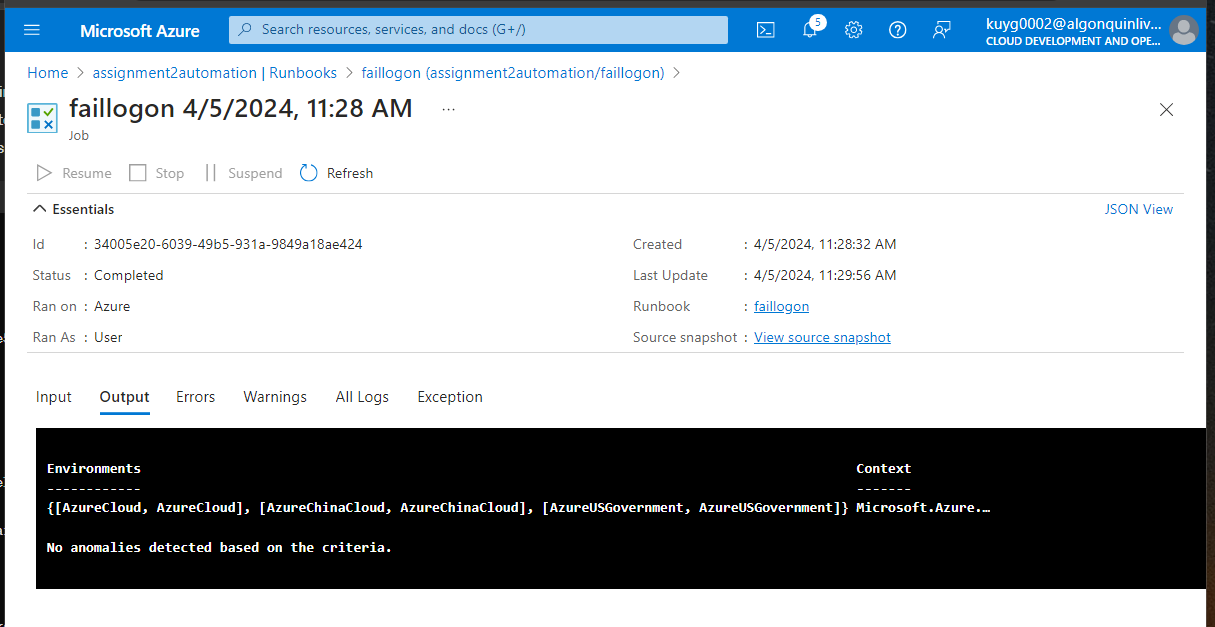 Microsoft Azure
Search resources, services, and docs (G+/)
5
kuyg0002@algonquinliv...
CLOUD DEVELOPMENT AND OPE...
Home > assignment2automation | Runbooks > faillogon (assignment2automation/faillogon) >
faillogon 4/5/2024, 11:28 AM ...
Job
Resume Stop Suspend Refresh
Essentials JSON View
Id : 34005e20-6039-49b5-931a-9849a18ae424 Created : 4/5/2024, 11:28:32 AM
Status : Completed Last Update : 4/5/2024, 11:29:56 AM
Ran on : Azure Runbook : faillogon
Ran As : User Source snapshot : View source snapshot
Input Output Errors Warnings All Logs Exception
Environments Context
------------ -------
{[AzureCloud, AzureCloud], [AzureChinaCloud, AzureChinaCloud], [AzureUSGovernment, AzureUSGovernment]} Microsoft.Azure.…
No anomalies detected based on the criteria.